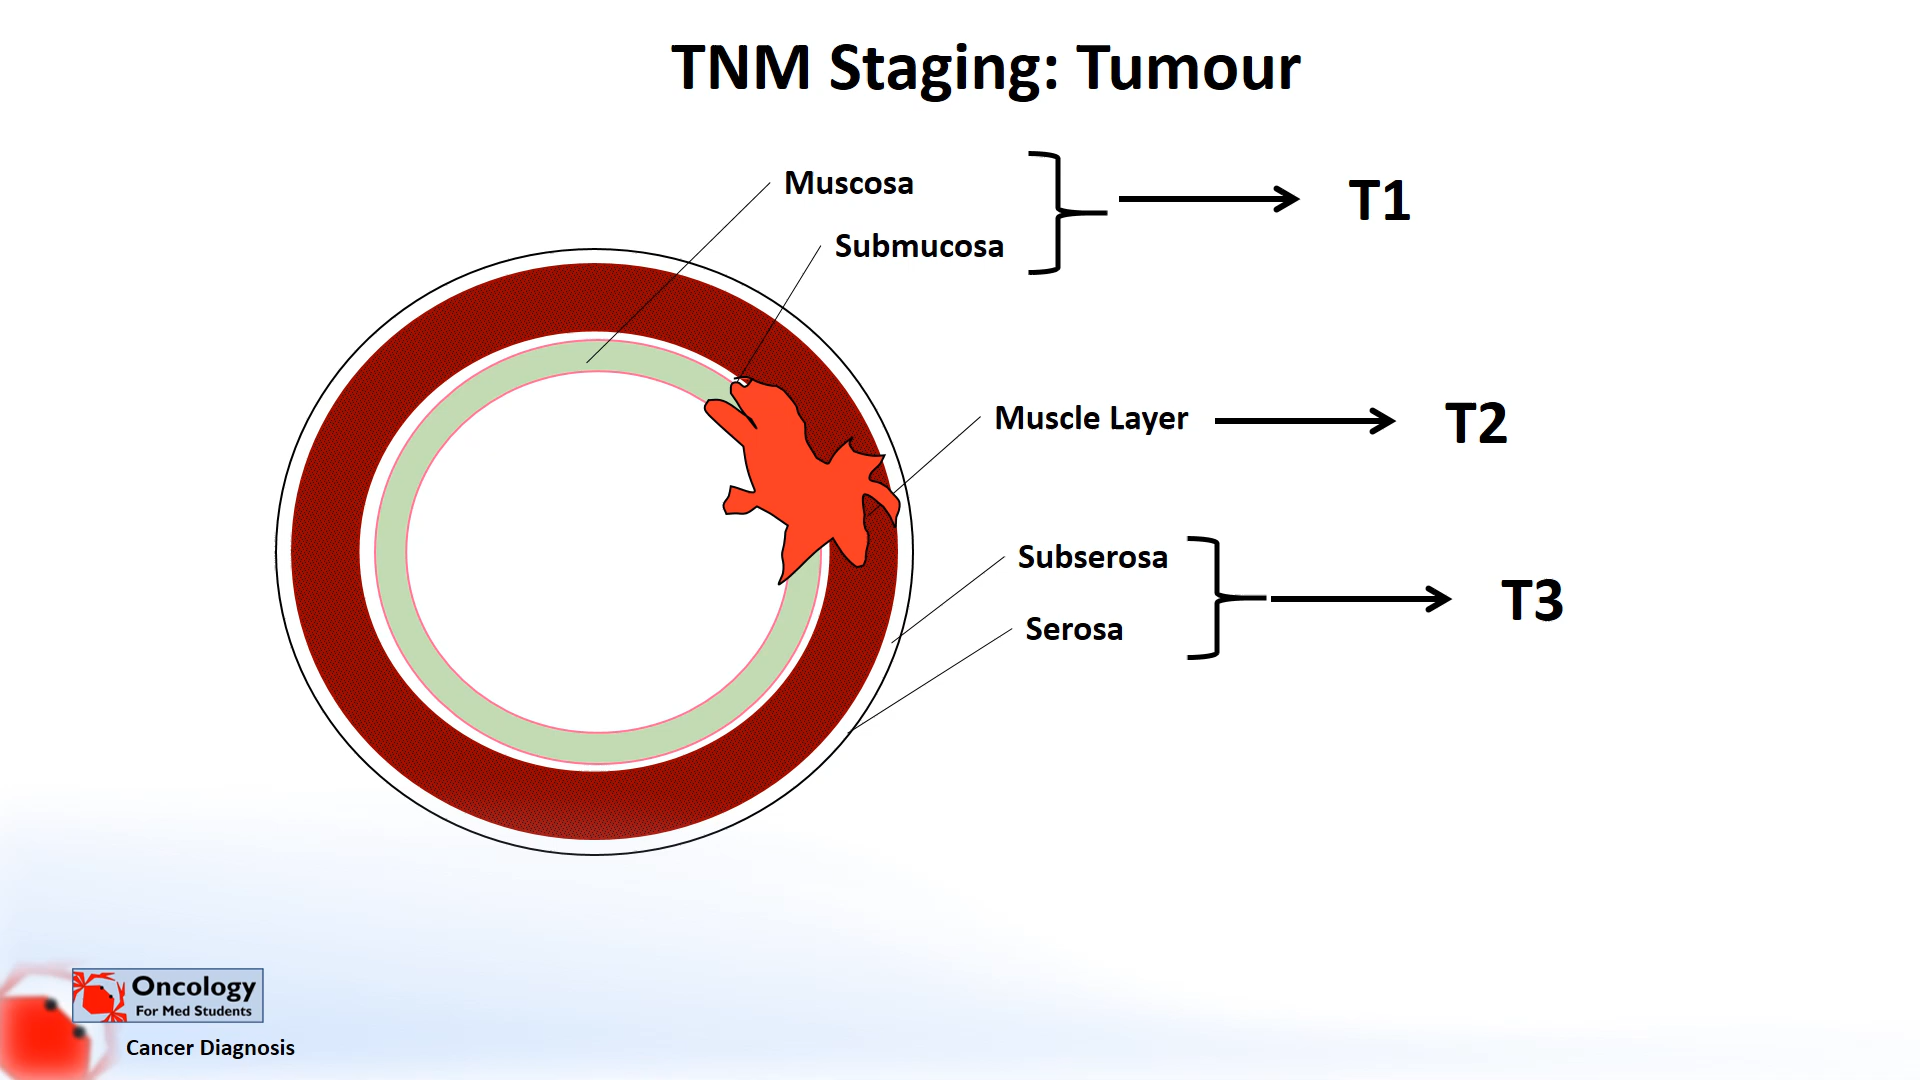 TNM Staging: Tumour
Muscosa
Submucosa
T1
Muscle Layer
T2
Subserosa
Serosa
T3
Oncology
For Med Students
Cancer Diagnosis